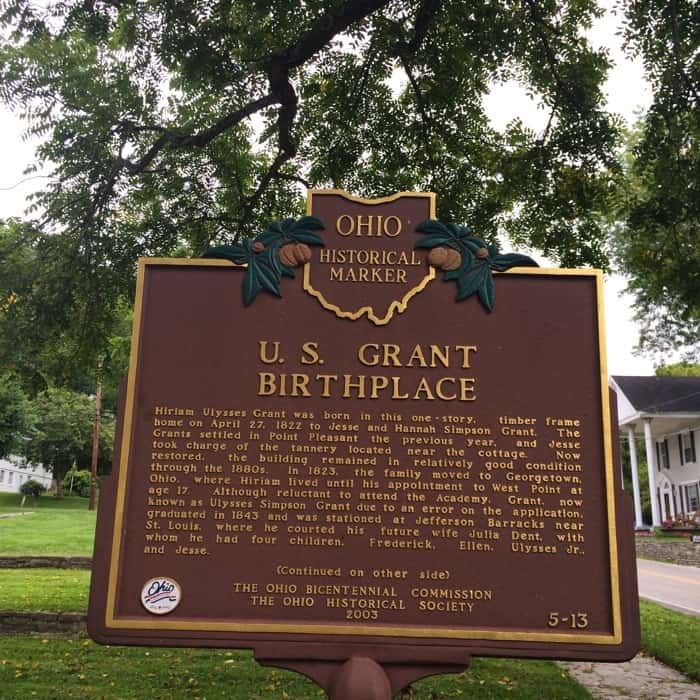 OHIO
HISTORICAL
MARKER
U. S. GRANT
BIRTHPLACE
Hiriam Ulysses Grant was born in this one-story, timber frame
home on April 27, 1822 to Jesse and Hannah Simpson Grant. The
Grants settled in Point Pleasant the previous year, and Jesse
took charge of the tannery located near the cottage. Now
restored, the building remained in relatively good condition
through the 1880s. In 1823, the family moved to Georgetown,
Ohio, where Hiriam lived until his appointment to West Point at
age 17. Although reluctant to attend the Academy, Grant, now
known as Ulysses Simpson Grant due to an error on the application,
graduated in 1843 and was stationed at Jefferson Barracks near
St. Louis, where he courted his future wife Julia Dent, with
whom he had four children, Frederick, Ellen, Ulysses Jr.,
and Jesse.
(Continued on other side)
THE OHIO BICENTENNIAL COMMISSION
THE OHIO HISTORICAL SOCIETY
2003
5-13
Ohio